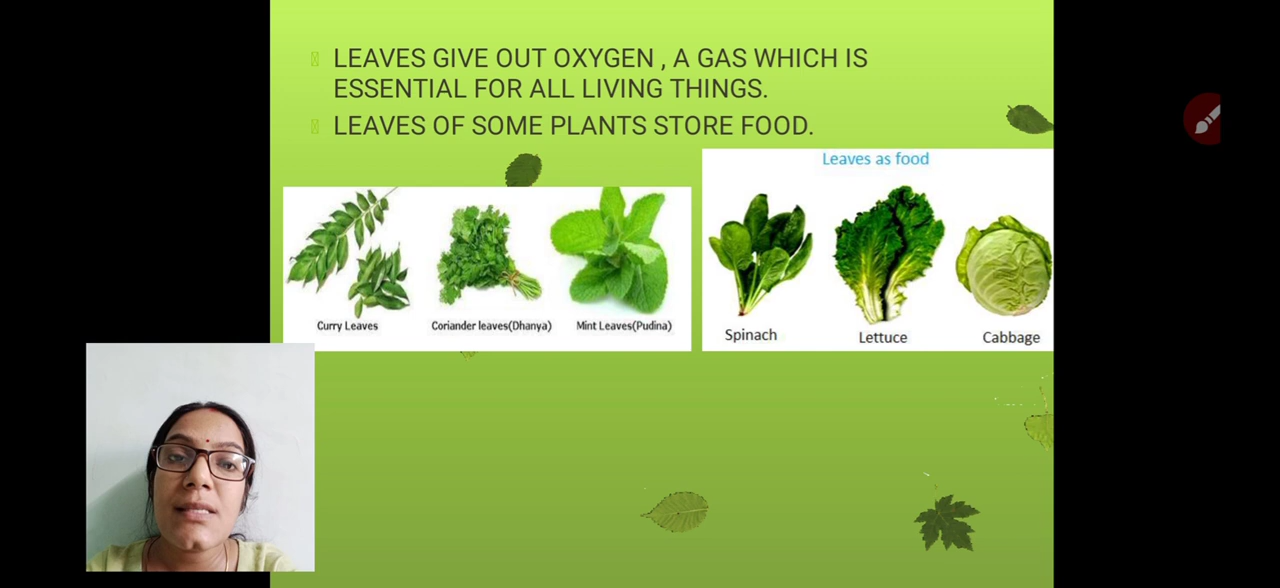 LEAVES GIVE OUT OXYGEN , A GAS WHICH IS
ESSENTIAL FOR ALL LIVING THINGS.
LEAVES OF SOME PLANTS STORE FOOD.
Curry Leaves
Coriander leaves(Dhanya)
Mint Leaves(Pudina)
Leaves as food
Spinach
Lettuce
Cabbage